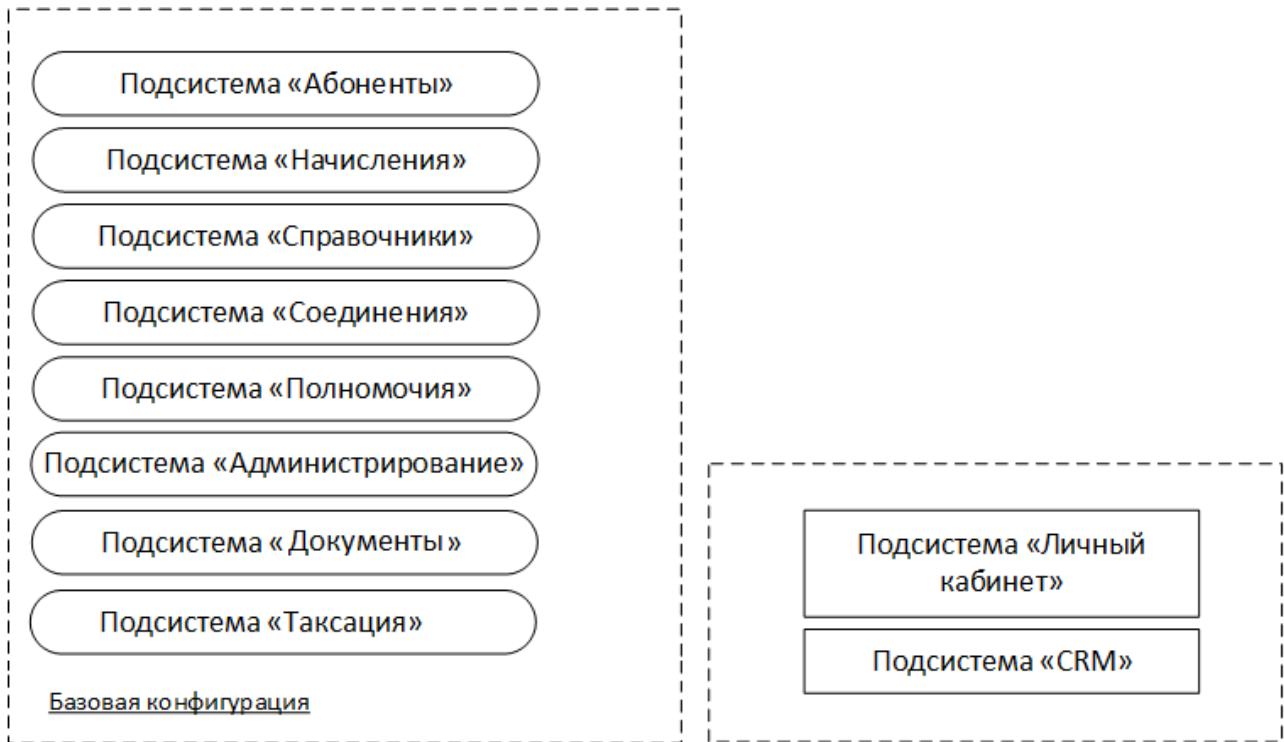 Подсистема «Абоненты»
Подсистема «Начисления»
Подсистема «Справочники»
Подсистема «Соединения»
Подсистема «Полномочия»
Подсистема «Администрирование»
Подсистема « Документы»
Подсистема «Таксация»
Базовая конфигурация
Подсистема «Личный
кабинет»
Подсистема «CRM»